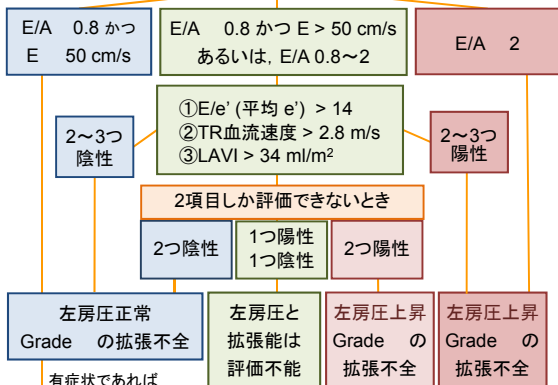 E/A　0.8 かつ
E　50 cm/s
E/A　0.8 かつ E > 50 cm/s
あるいは，E/A 0.8～2
E/A　2
①E/e' (平均 e') > 14
②TR血流速度 > 2.8 m/s
③LAVI > 34 ml/m²
2～3つ
陰性
2～3つ
陽性
2項目しか評価できないとき
2つ陰性
1つ陽性
1つ陰性
2つ陽性
左房圧正常
Grade　の拡張不全
左房圧と
拡張能は
評価不能
左房圧上昇
Grade　の
拡張不全
左房圧上昇
Grade　の
拡張不全
有症状であれば